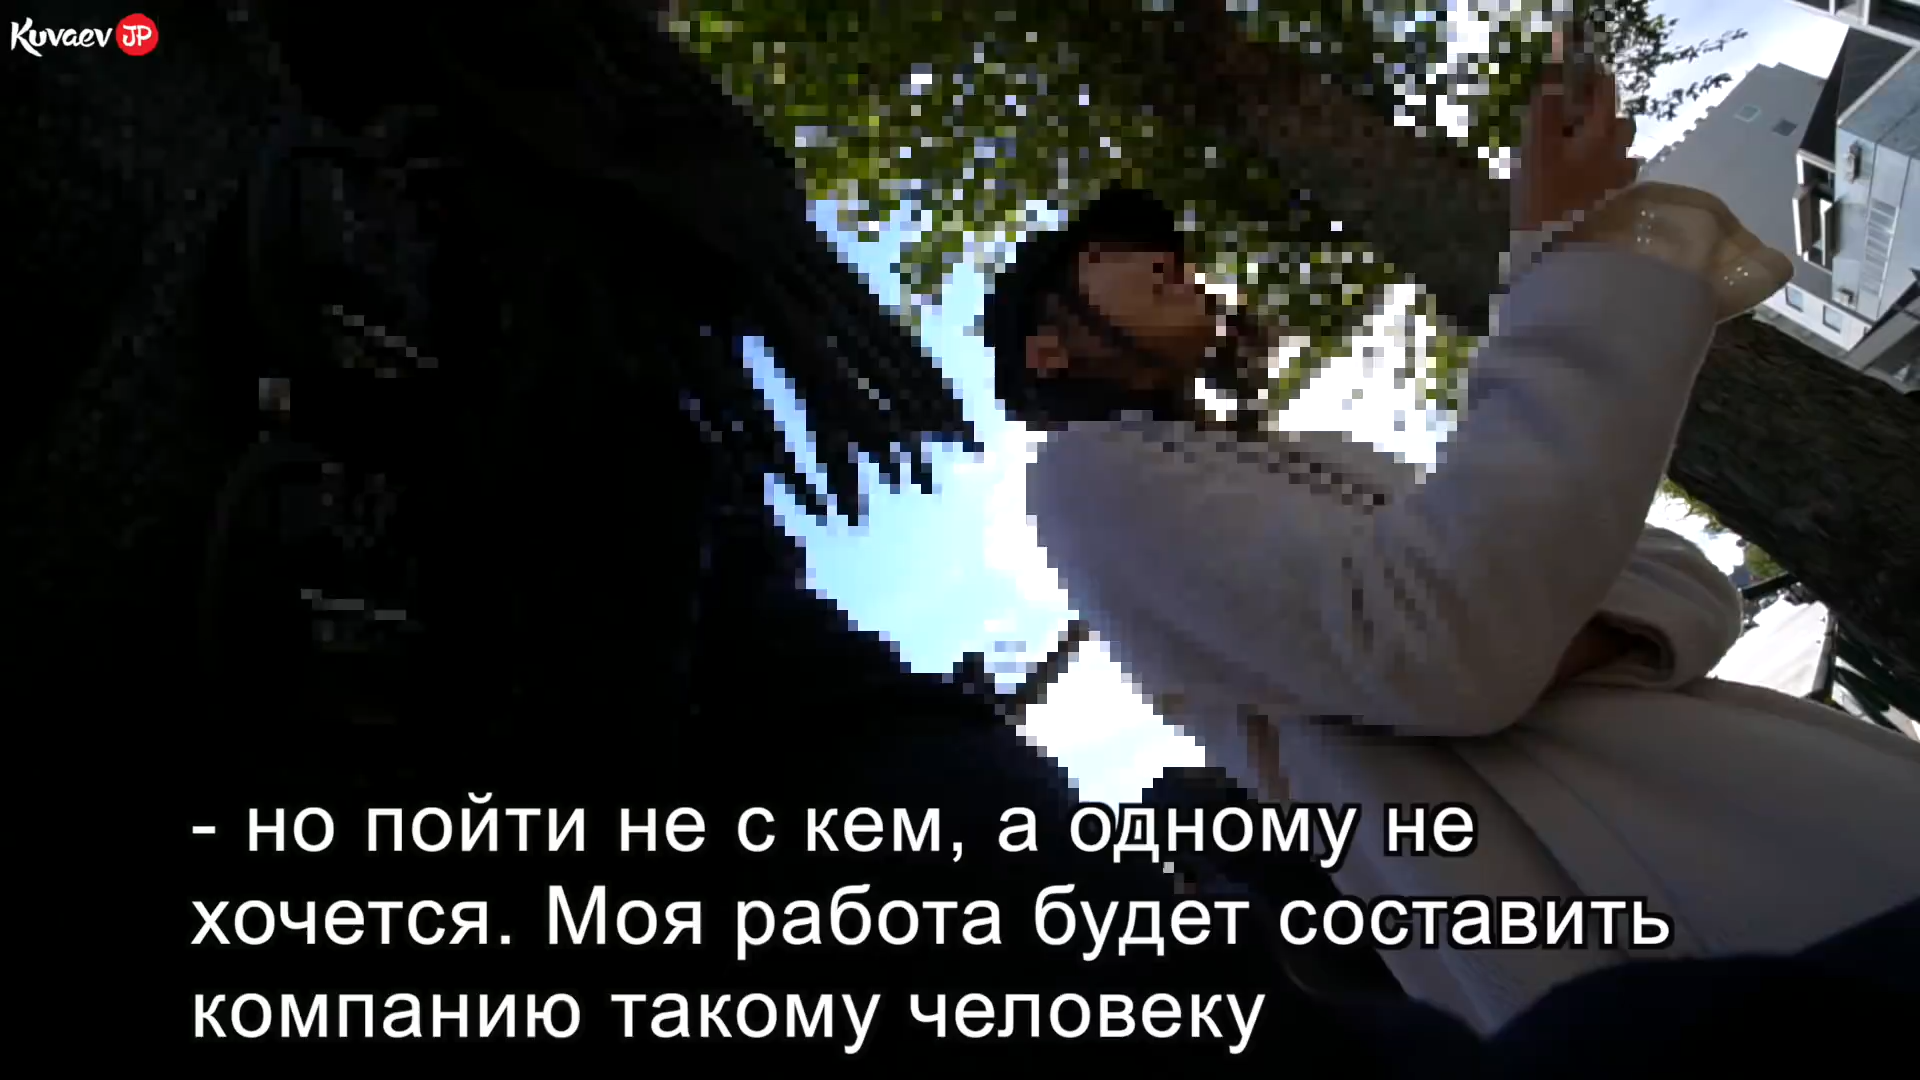 Kuvaev JP
- но пойти не с кем, а одному не
хочется. Моя работа будет составить
компанию такому человеку